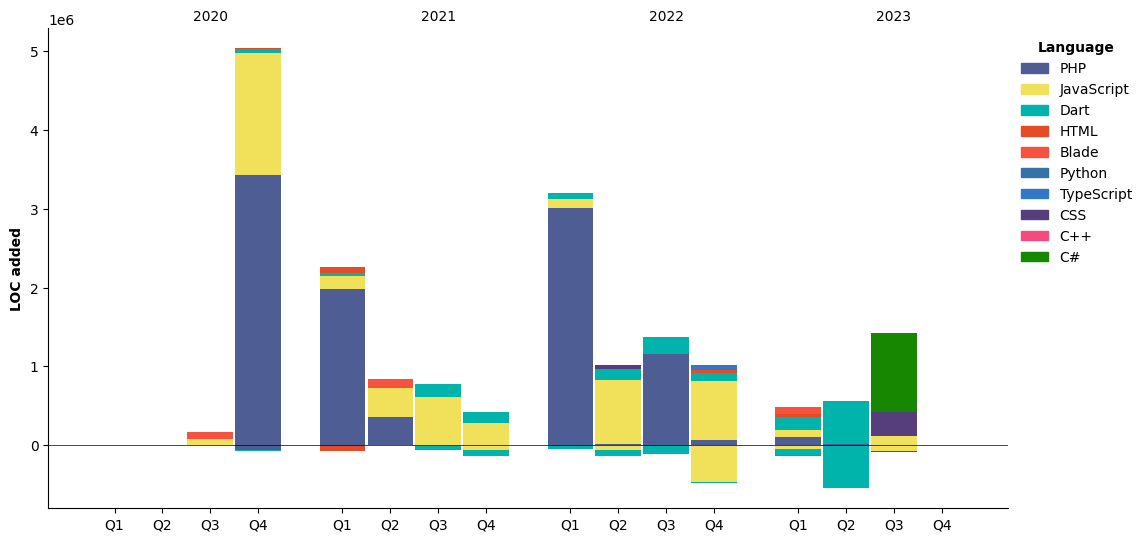 2020 2021 2022 2023
1e6
Language
PHP
JavaScript
Dart
HTML
Blade
Python
TypeScript
CSS
C++
C#
5
4
3
2
1
0
LOC added
Q1 Q2 Q3 Q4 Q1 Q2 Q3 Q4 Q1 Q2 Q3 Q4 Q1 Q2 Q3 Q4